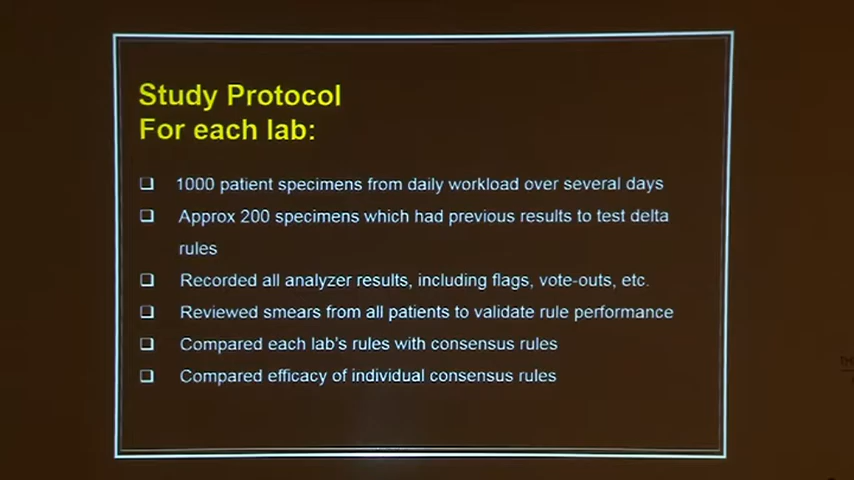 Study Protocol
For each lab:
❑ 1000 patient specimens from daily workload over several days
❑ Approx 200 specimens which had previous results to test delta
rules
❑ Recorded all analyzer results, including flags, vote-outs, etc.
❑ Reviewed smears from all patients to validate rule performance
❑ Compared each lab's rules with consensus rules
❑ Compared efficacy of individual consensus rules